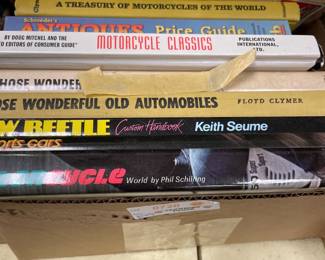 A TREASURY OF MOTORCYCLES OF THE WORLD
Schroeder's
ANTIQUES Price Guide
BY DOUG MITCHEL AND THE
EDITORS OF CONSUMER GUIDE®
MOTORCYCLE CLASSICS
PUBLICATIONS
INTERNATIONAL,
LTD.
HOSE WONDER
OSE WONDERFUL OLD AUTOMOBILES
FLOYD CLYMER
W BEETLE Custom Handbook Keith Seume
orts cars
CYCLE World by Phil Schilling